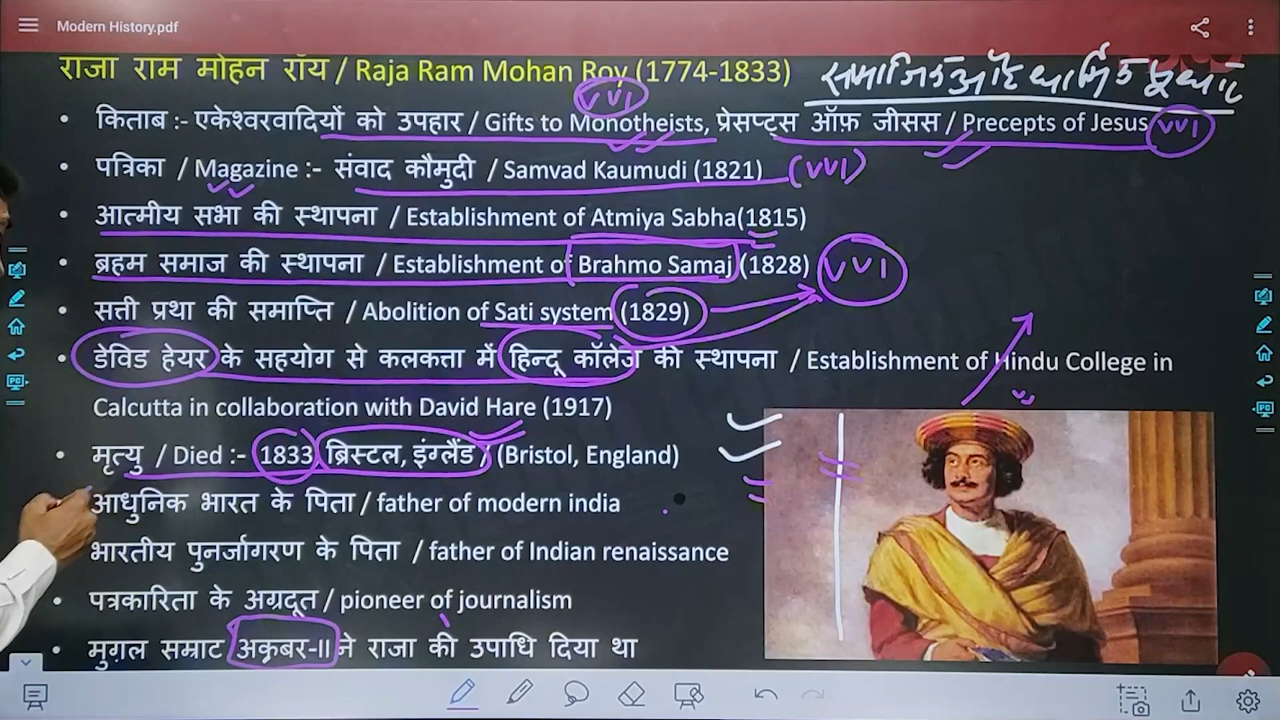 Modern History.pdf
राजा राम मोहन रॉय / Raja Ram Mohan Roy (1774-1833)
सामाजिक और धार्मिक प्रथाएं
VVI
• किताब :- एकेश्वरवादियों को उपहार / Gifts to Monotheists, प्रेसप्ट्स ऑफ़ जीसस / Precepts of Jesus VVI
• पत्रिका / Magazine :- संवाद कौमुदी / Samvad Kaumudi (1821) (VVI)
• आत्मीय सभा की स्थापना / Establishment of Atmiya Sabha(1815)
• ब्रहम समाज की स्थापना / Establishment of Brahmo Samaj (1828) VVI
• सत्ती प्रथा की समाप्ति / Abolition of Sati system (1829)
• डेविड हेयर के सहयोग से कलकत्ता में हिन्दू कॉलेज की स्थापना / Establishment of Hindu College in
Calcutta in collaboration with David Hare (1917)
• मृत्यु / Died :- 1833 ब्रिस्टल, इंग्लैंड / (Bristol, England)
आधुनिक भारत के पिता / father of modern india
• भारतीय पुनर्जागरण के पिता / father of Indian renaissance
• पत्रकारिता के अग्रदूत / pioneer of journalism
• मुग़ल सम्राट अकबर-II ने राजा की उपाधि दिया था